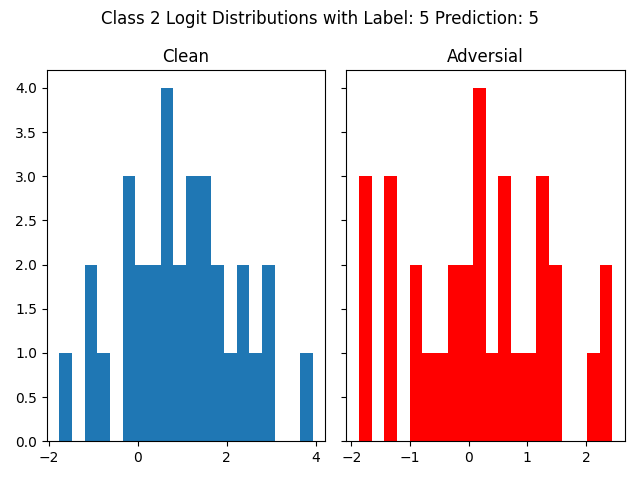 Class 2 Logit Distributions with Label: 5 Prediction: 5
Clean
Adversial
4.0
3.5
3.0
2.5
2.0
1.5
1.0
0.5
0.0
−2 0 2 4
−2 −1 0 1 2